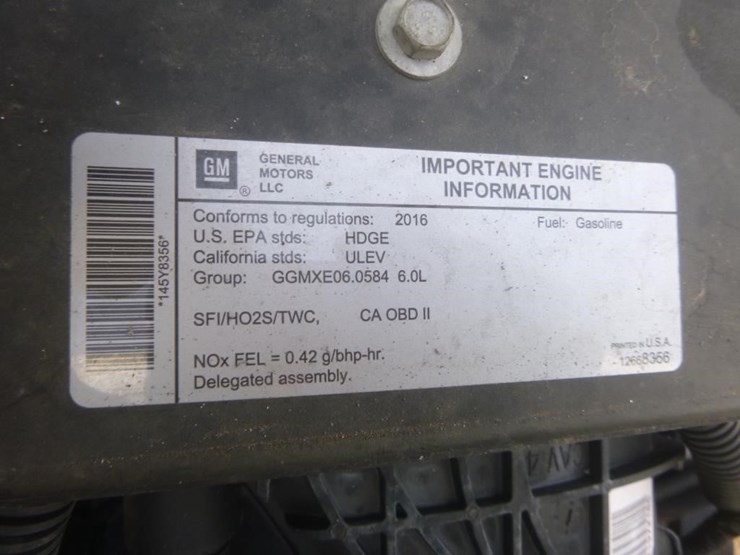 *145Y8356*
GM ®
GENERAL
MOTORS
LLC
IMPORTANT ENGINE
INFORMATION
Conforms to regulations: 2016
Fuel: Gasoline
U.S. EPA stds: HDGE
California stds: ULEV
Group: GGMXE06.0584 6.0L
SFI/HO2S/TWC, CA OBD II
NOx FEL = 0.42 g/bhp-hr.
Delegated assembly.
PRINTED IN U.S.A.
12668356